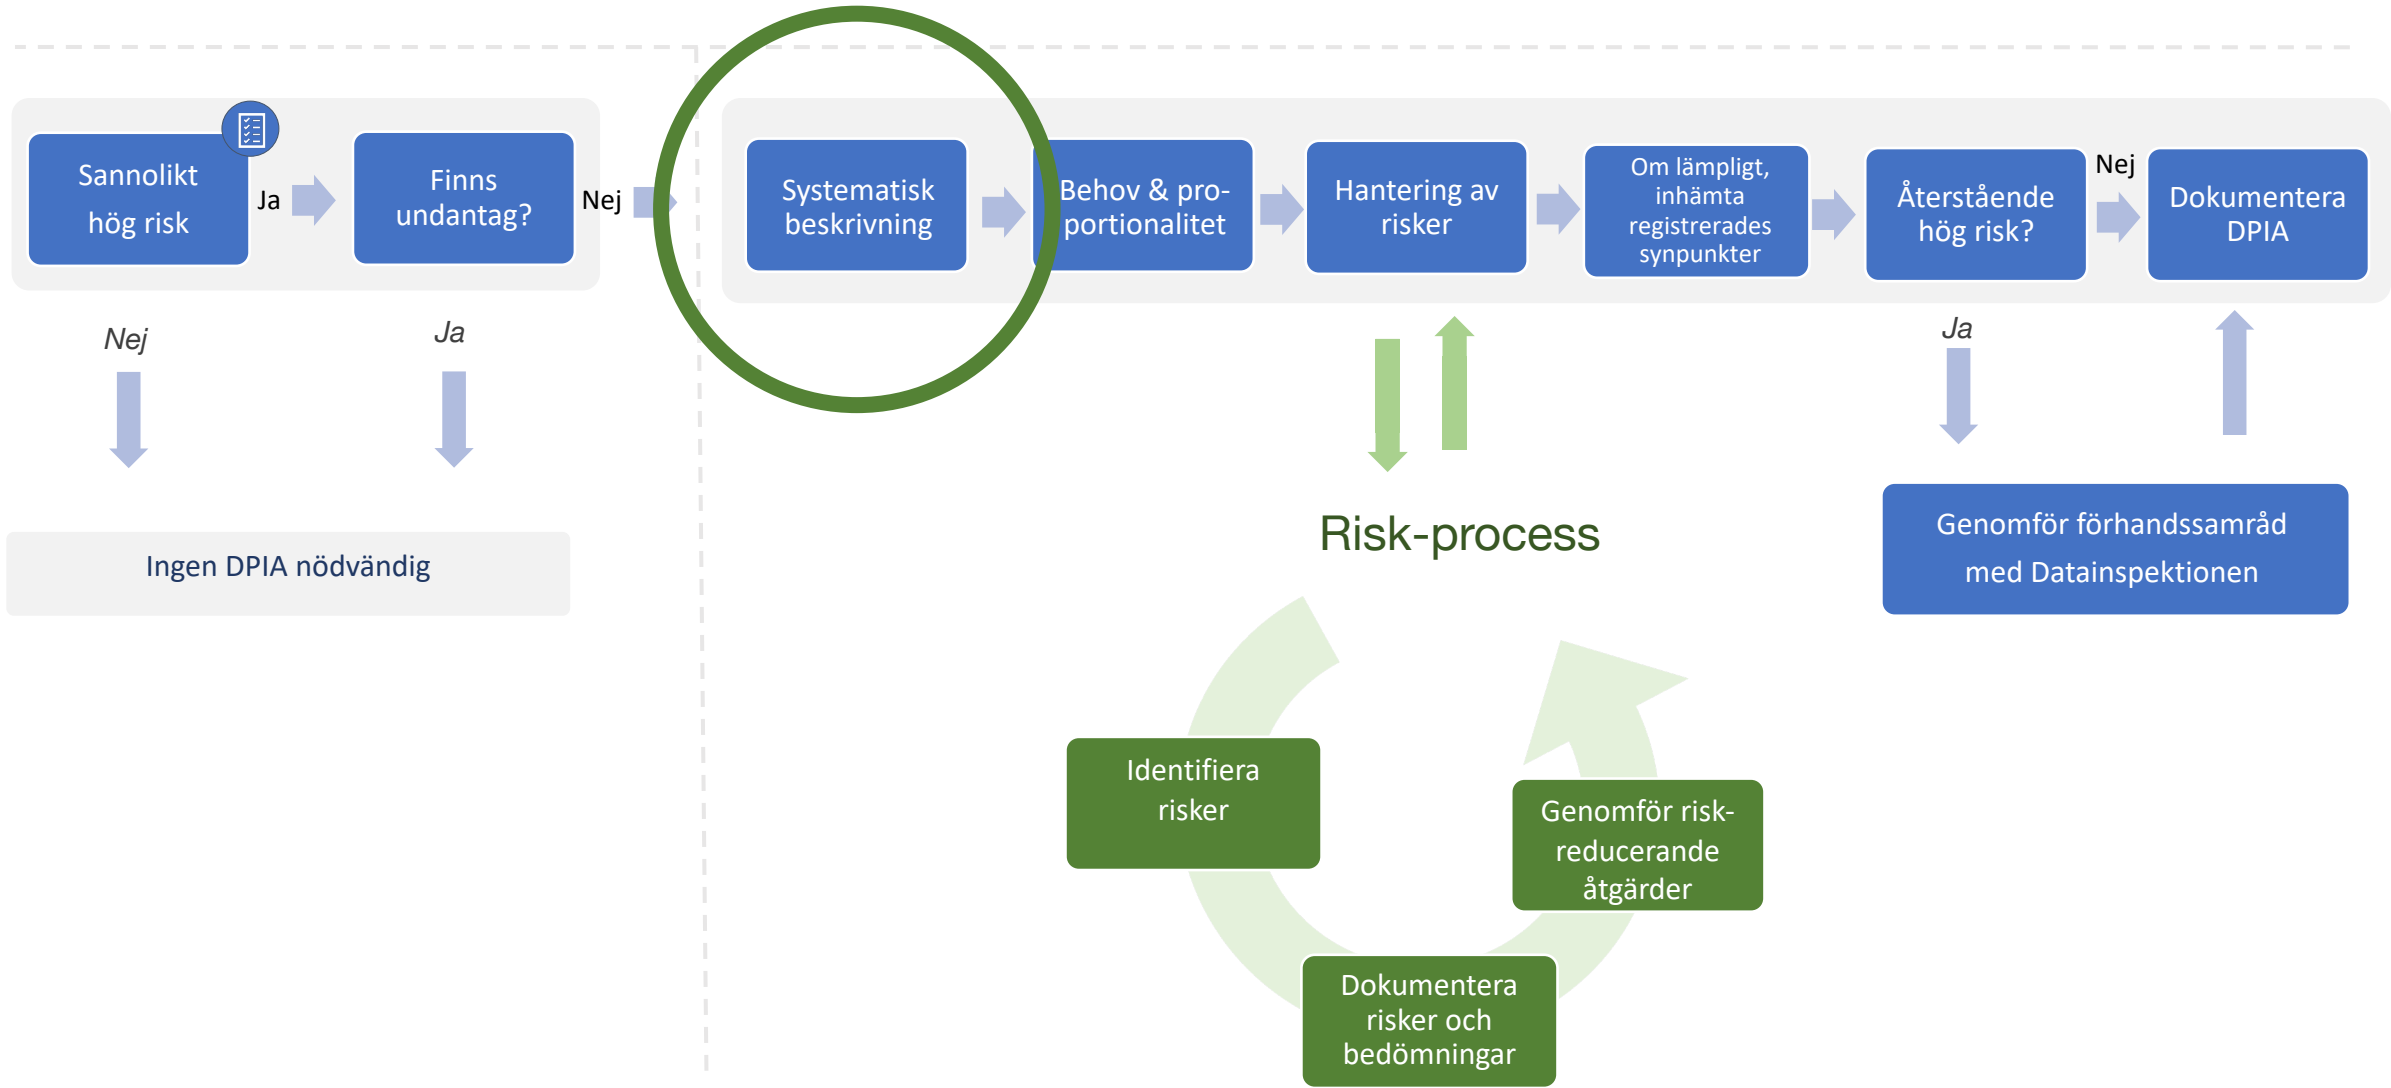 Sannolikt
hög risk
Ja
Finns
undantag?
Nej
Systematisk
beskrivning
Behov & pro-
portionalitet
Hantering av
risker
Om lämpligt,
inhämta
registrerades
synpunkter
Återstående
hög risk?
Nej
Dokumentera
DPIA
Nej
Ja
Ja
Ingen DPIA nödvändig
Risk-process
Genomför förhandssamråd
med Datainspektionen
Identifiera
risker
Genomför risk-
reducerande
åtgärder
Dokumentera
risker och
bedömningar